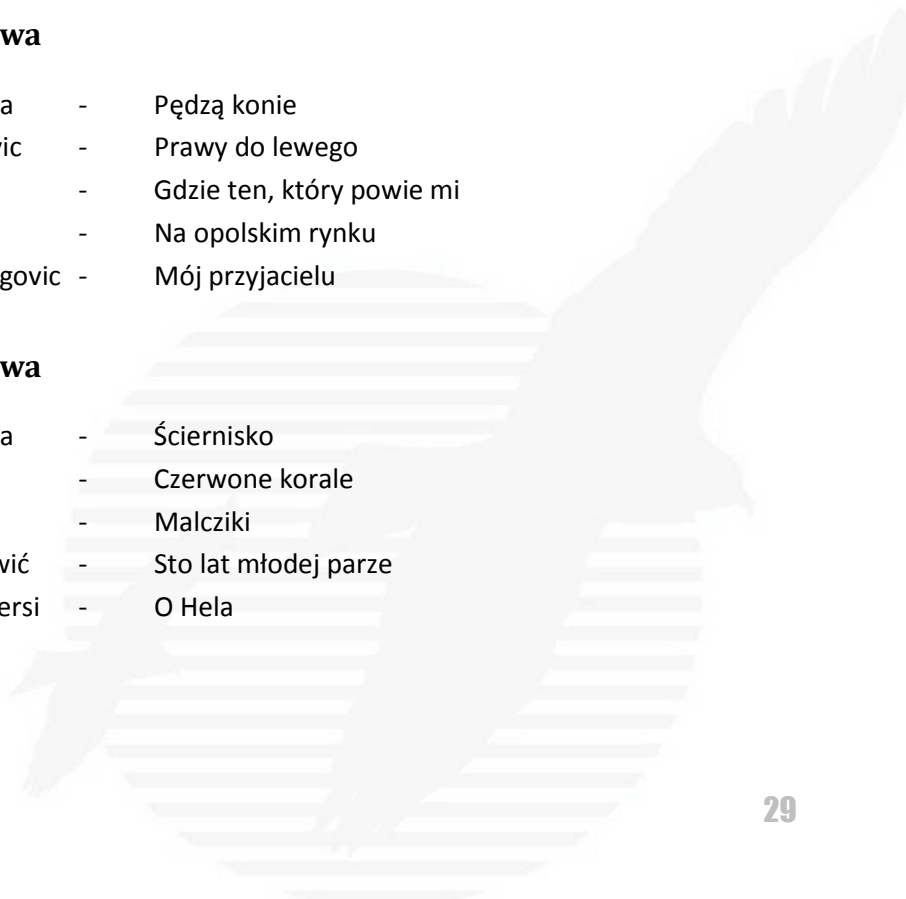 wa
a - Pędzą konie
vic - Prawy do lewego
- Gdzie ten, który powie mi
- Na opolskim rynku
govic - Mój przyjacielu
wa
a - Ściernisko
- Czerwone korale
- Malcziki
wić - Sto lat młodej parze
ersi - O Hela
29